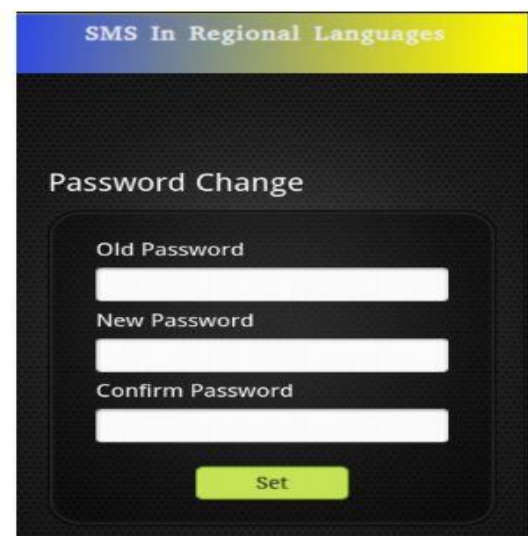 SMS In Regional Languages
Password Change
Old Password
New Password
Confirm Password
Set